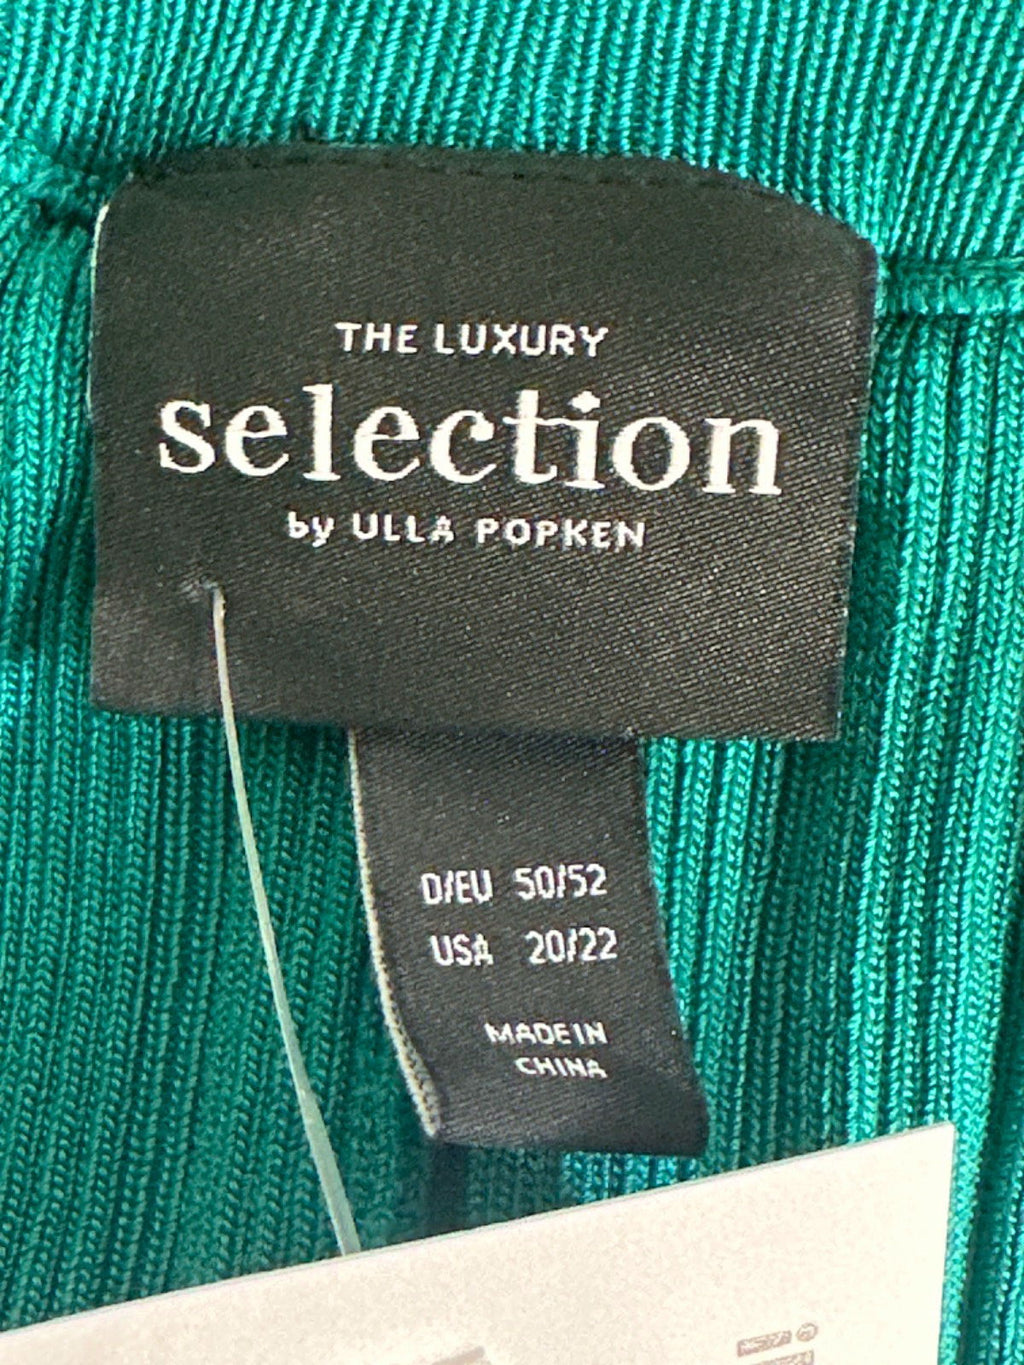 THE LUXURY
selection
by ULLA POPKEN
D/EU 50/52
USA 20/22
MADE IN
CHINA